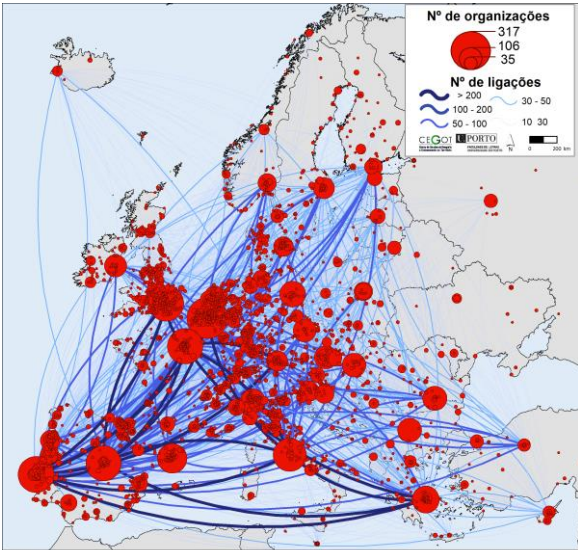 Nº de organizações
317
106
35
Nº de ligações
> 200
100 - 200
50 - 100
30 - 50
10 30
CEGOT
U.PORTO
N
0
200 km